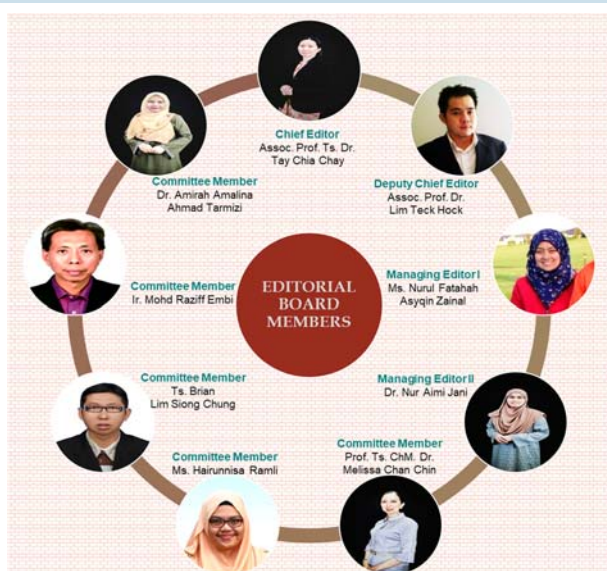 Chief Editor
Assoc. Prof. Ts. Dr.
Tay Chia Chay
Deputy Chief Editor
Assoc. Prof. Dr.
Lim Teck Hock
Managing Editor I
Ms. Nurul Fatahah
Asyqin Zainal
Managing Editor II
Dr. Nur Aimi Jani
Committee Member
Prof. Ts. ChM. Dr.
Melissa Chan Chin
Committee Member
Ms. Hairunnisa Ramli
Committee Member
Ts. Brian
Lim Siong Chung
Committee Member
Ir. Mohd Raziff Embi
Committee Member
Dr. Amirah Amalina
Ahmad Tarmizi
EDITORIAL
BOARD
MEMBERS